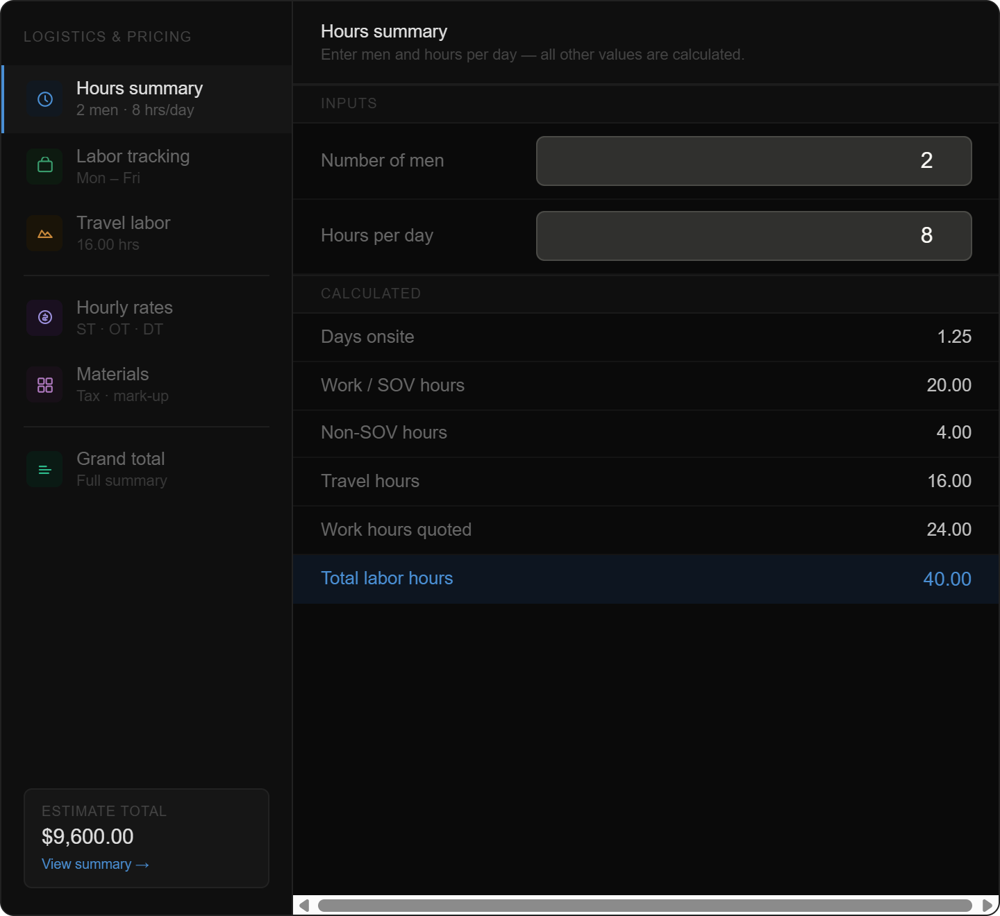 LOGISTICS & PRICING
Hours summary
2 men · 8 hrs/day
Labor tracking
Mon – Fri
Travel labor
16.00 hrs
Hourly rates
ST · OT · DT
Materials
Tax · mark-up
Grand total
Full summary
ESTIMATE TOTAL
$9,600.00
View summary →
Hours summary
Enter men and hours per day — all other values are calculated.
INPUTS
Number of men 2
Hours per day 8
CALCULATED
Days onsite 1.25
Work / SOV hours 20.00
Non-SOV hours 4.00
Travel hours 16.00
Work hours quoted 24.00
Total labor hours 40.00